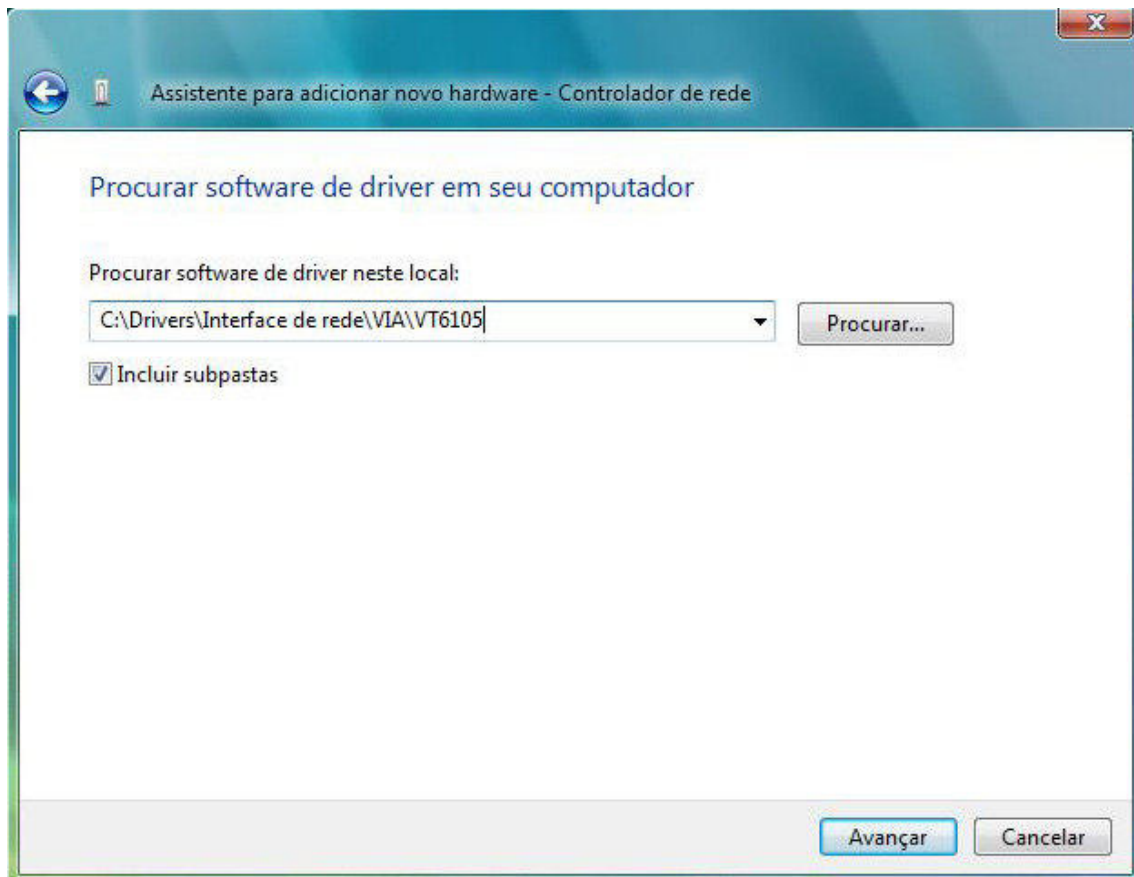 Assistente para adicionar novo hardware - Controlador de rede
Procurar software de driver em seu computador
Procurar software de driver neste local:
C:\Drivers\Interface de rede\VIA\VT6105
Procurar...
Incluir subpastas
Avançar
Cancelar